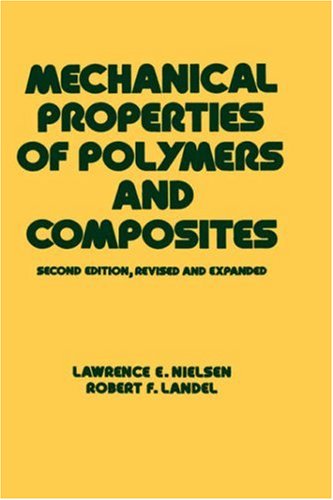 MECHANICAL
PROPERTIES
OF POLYMERS
AND
COMPOSITES
SECOND EDITION, REVISED AND EXPANDED
LAWRENCE E. NIELSEN
ROBERT F. LANDEL